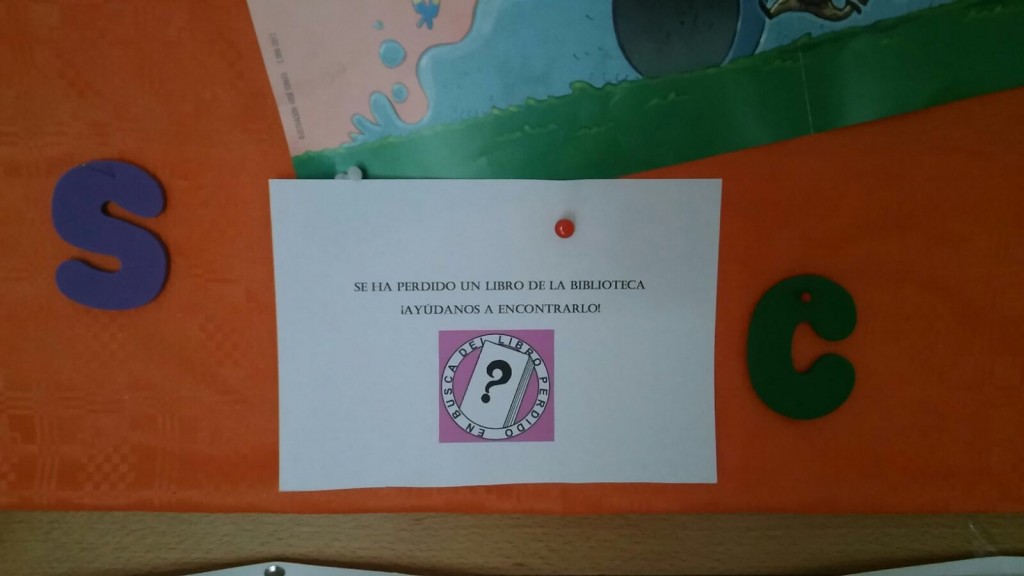 S
SE HA PERDIDO UN LIBRO DE LA BIBLIOTECA
¡AYÚDANOS A ENCONTRARLO!
EN BUSCA DEL LIBRO PERDIDO
?
C